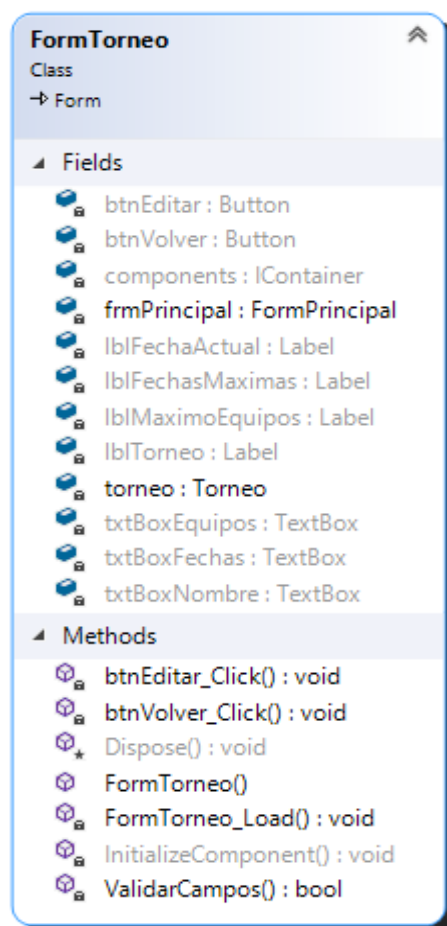 FormTorneo
Class
Form
Fields
btnEditar : Button
btnVolver : Button
components : IContainer
frmPrincipal : FormPrincipal
lblFechaActual : Label
lblFechasMaximas : Label
lblMaximoEquipos : Label
lblTorneo : Label
torneo : Torneo
txtBoxEquipos : TextBox
txtBoxFechas : TextBox
txtBoxNombre : TextBox
Methods
btnEditar_Click() : void
btnVolver_Click() : void
Dispose() : void
FormTorneo()
FormTorneo_Load() : void
InitializeComponent() : void
ValidarCampos() : bool